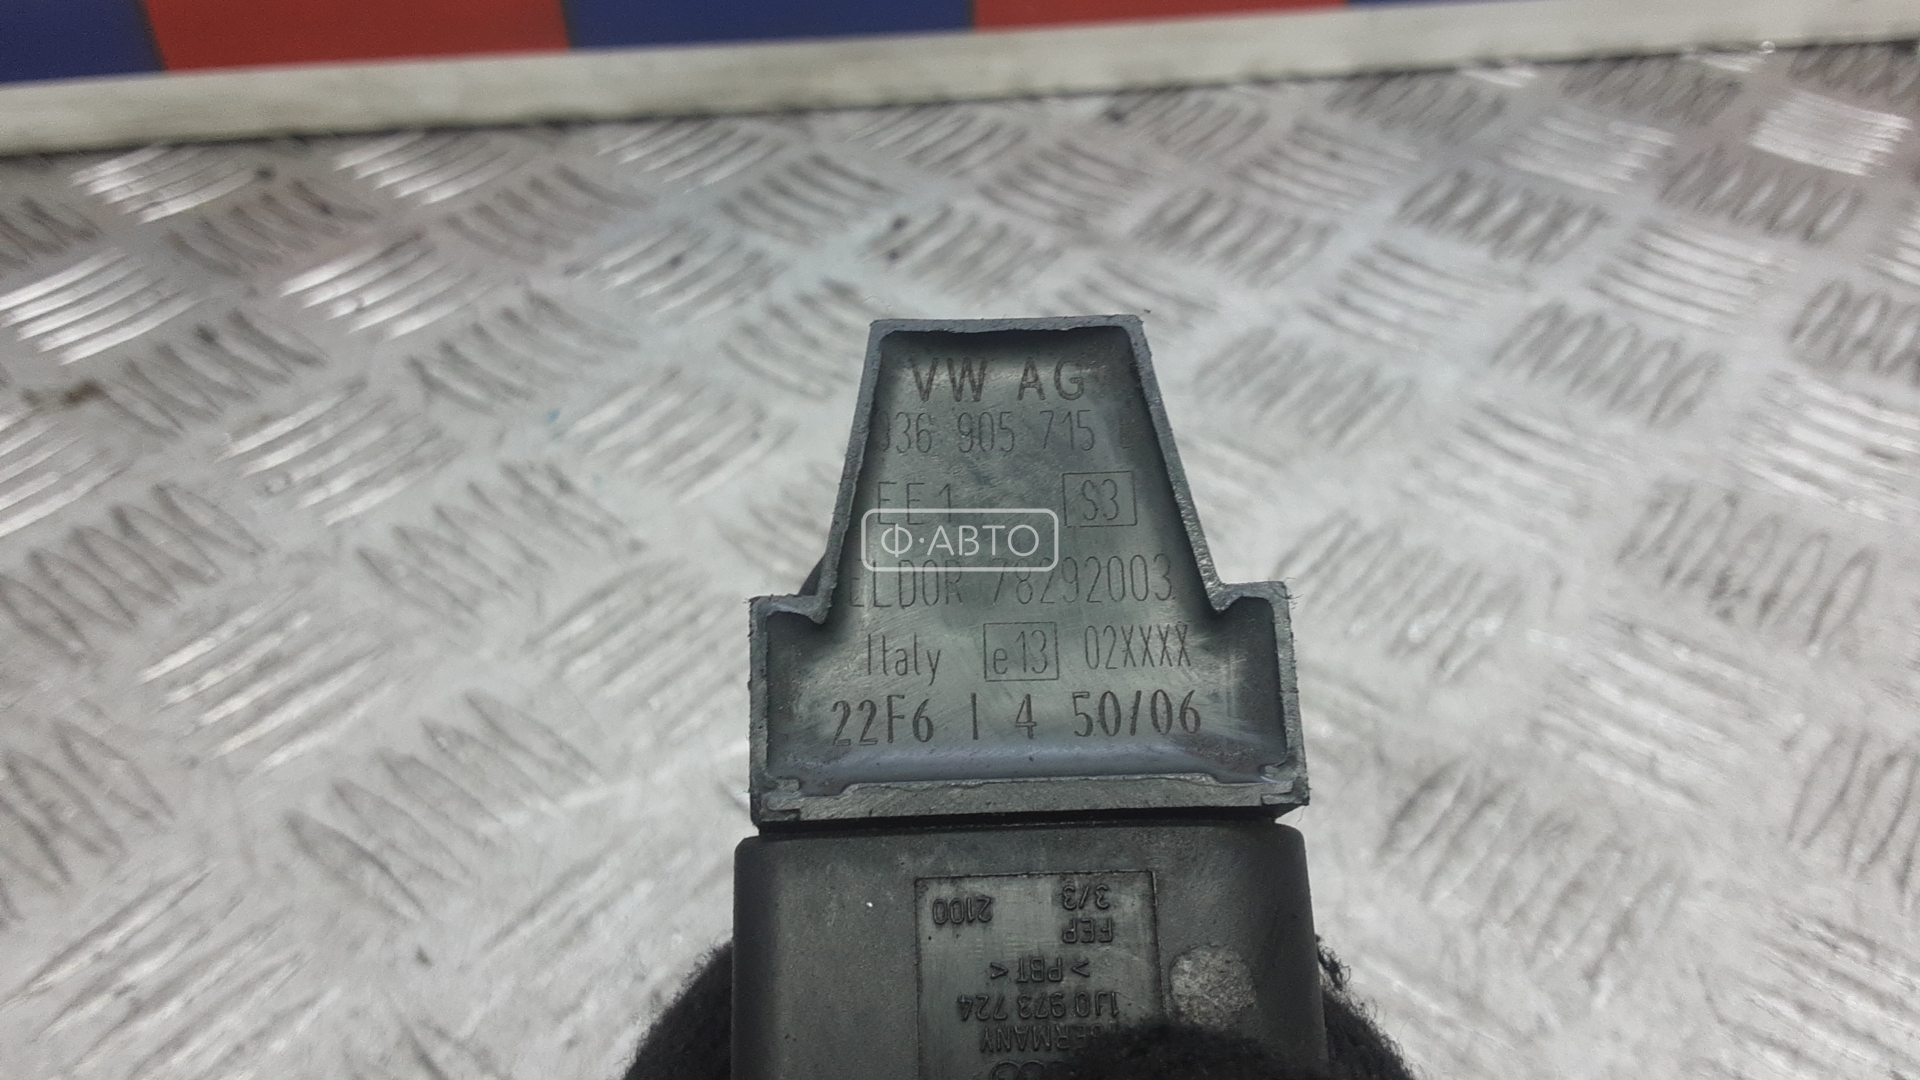 VW AG
036 905 715
EE1 S3
Ф·АВТО
ELDOR 78292003
Italy e13 02XXXX
22F6 I 4 50/06
2100 3/3
FEP
>PBT<
1J0 973 724
GERMANY